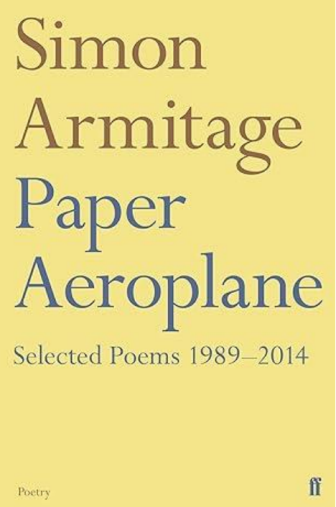 Simon
Armitage
Paper
Aeroplane
Selected Poems 1989–2014
Poetry
ff